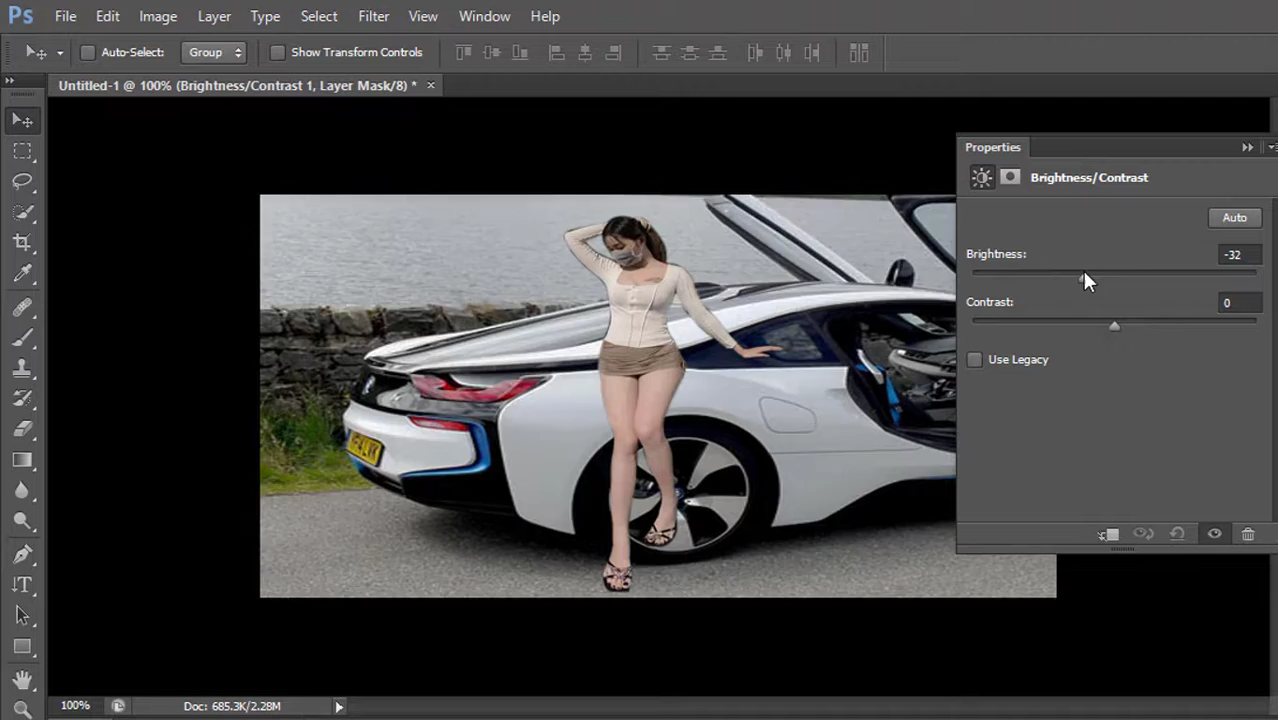 Ps File Edit Image Layer Type Select Filter View Window Help
Auto-Select: Group Show Transform Controls
Untitled-1 @ 100% (Brightness/Contrast 1, Layer Mask/8) *
Properties
Brightness/Contrast
Auto
Brightness: -32
Contrast: 0
Use Legacy
100% Doc: 685.3K/2.28M